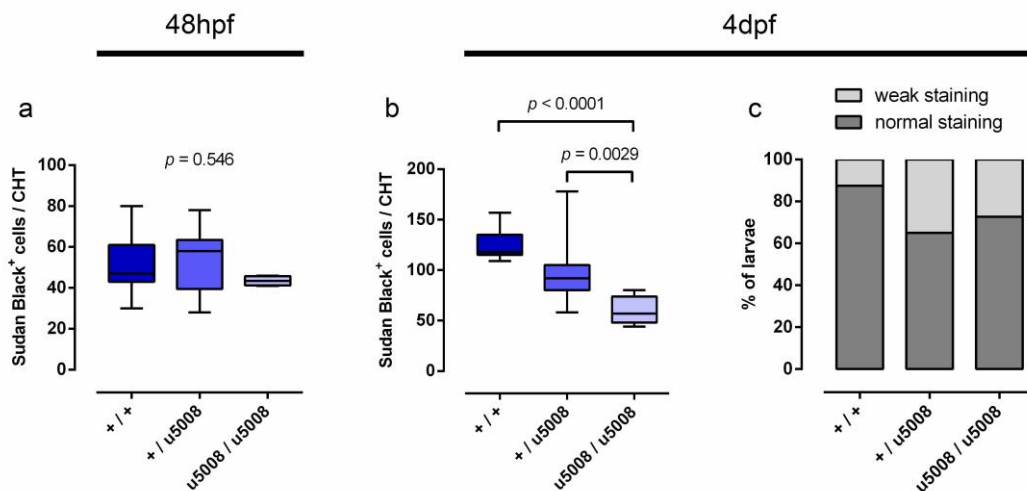 48hpf
4dpf
a
p = 0.546
Sudan Black⁺ cells / CHT
100
80
60
40
20
0
+ / +
+ / u5008
u5008 / u5008
b
p < 0.0001
p = 0.0029
Sudan Black⁺ cells / CHT
200
150
100
50
0
+ / +
+ / u5008
u5008 / u5008
c
weak staining
normal staining
% of larvae
100
80
60
40
20
0
+ / +
+ / u5008
u5008 / u5008